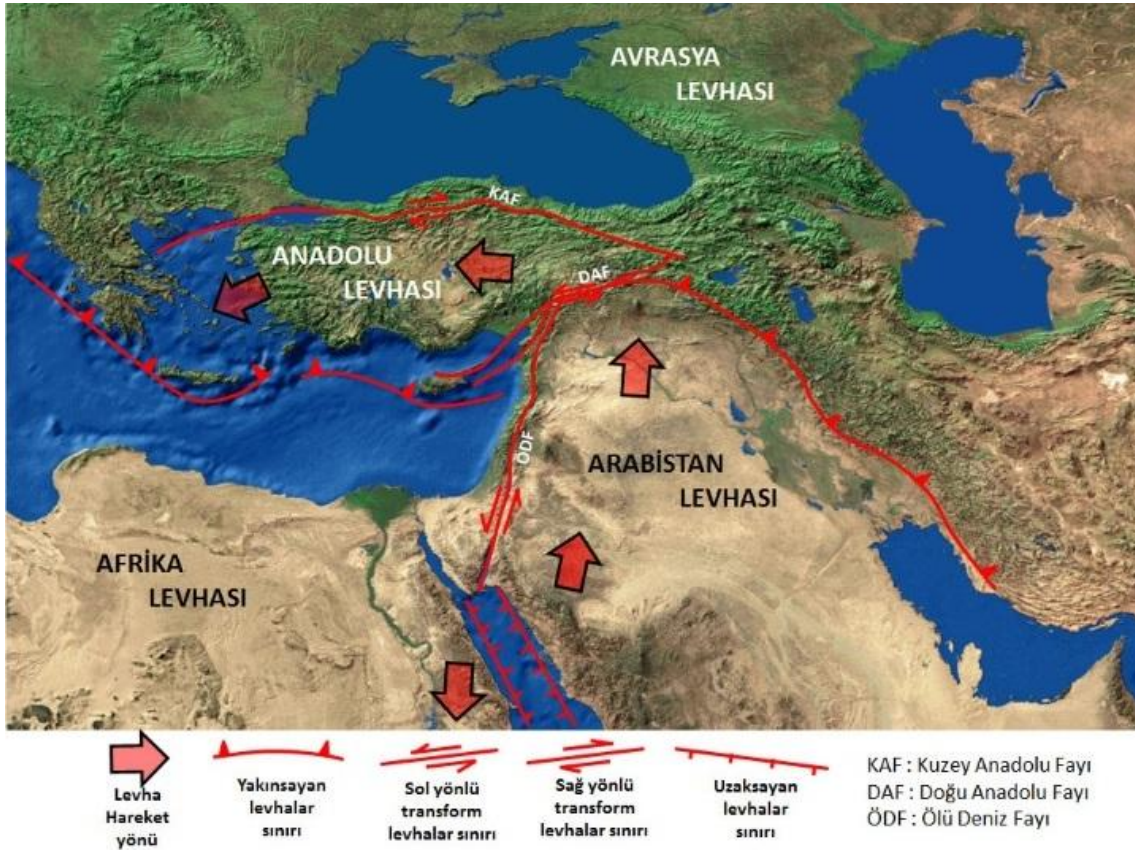 AVRASYA
LEVHASI
KAF
ANADOLU
LEVHASI
DAF
ÖDF
ARABİSTAN
LEVHASI
AFRİKA
LEVHASI
Levha
Hareket
yönü
Yakınsayan
levhalar
sınırı
Sol yönlü
transform
levhalar sınırı
Sağ yönlü
transform
levhalar sınırı
Uzaksayan
levhalar
sınırı
KAF : Kuzey Anadolu Fayı
DAF : Doğu Anadolu Fayı
ÖDF : Ölü Deniz Fayı